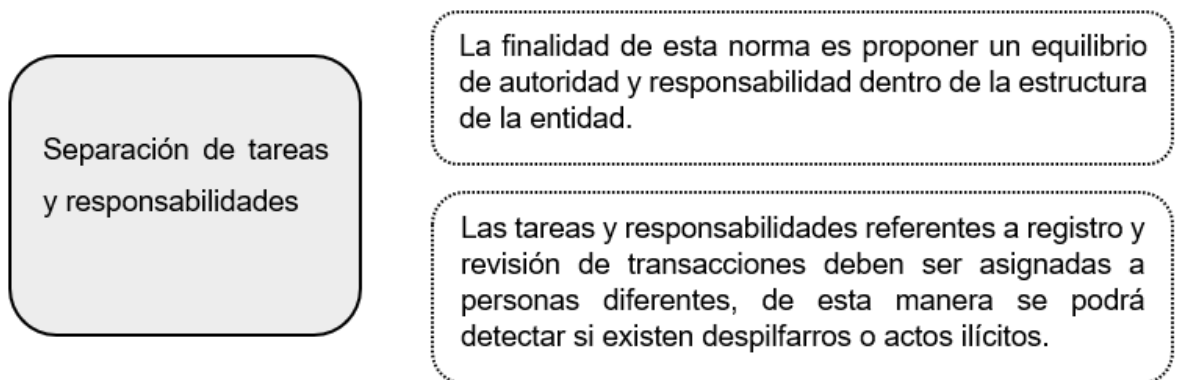 Separación de tareas
y responsabilidades
La finalidad de esta norma es proponer un equilibrio
de autoridad y responsabilidad dentro de la estructura
de la entidad.
Las tareas y responsabilidades referentes a registro y
revisión de transacciones deben ser asignadas a
personas diferentes, de esta manera se podrá
detectar si existen despilfarros o actos ilícitos.